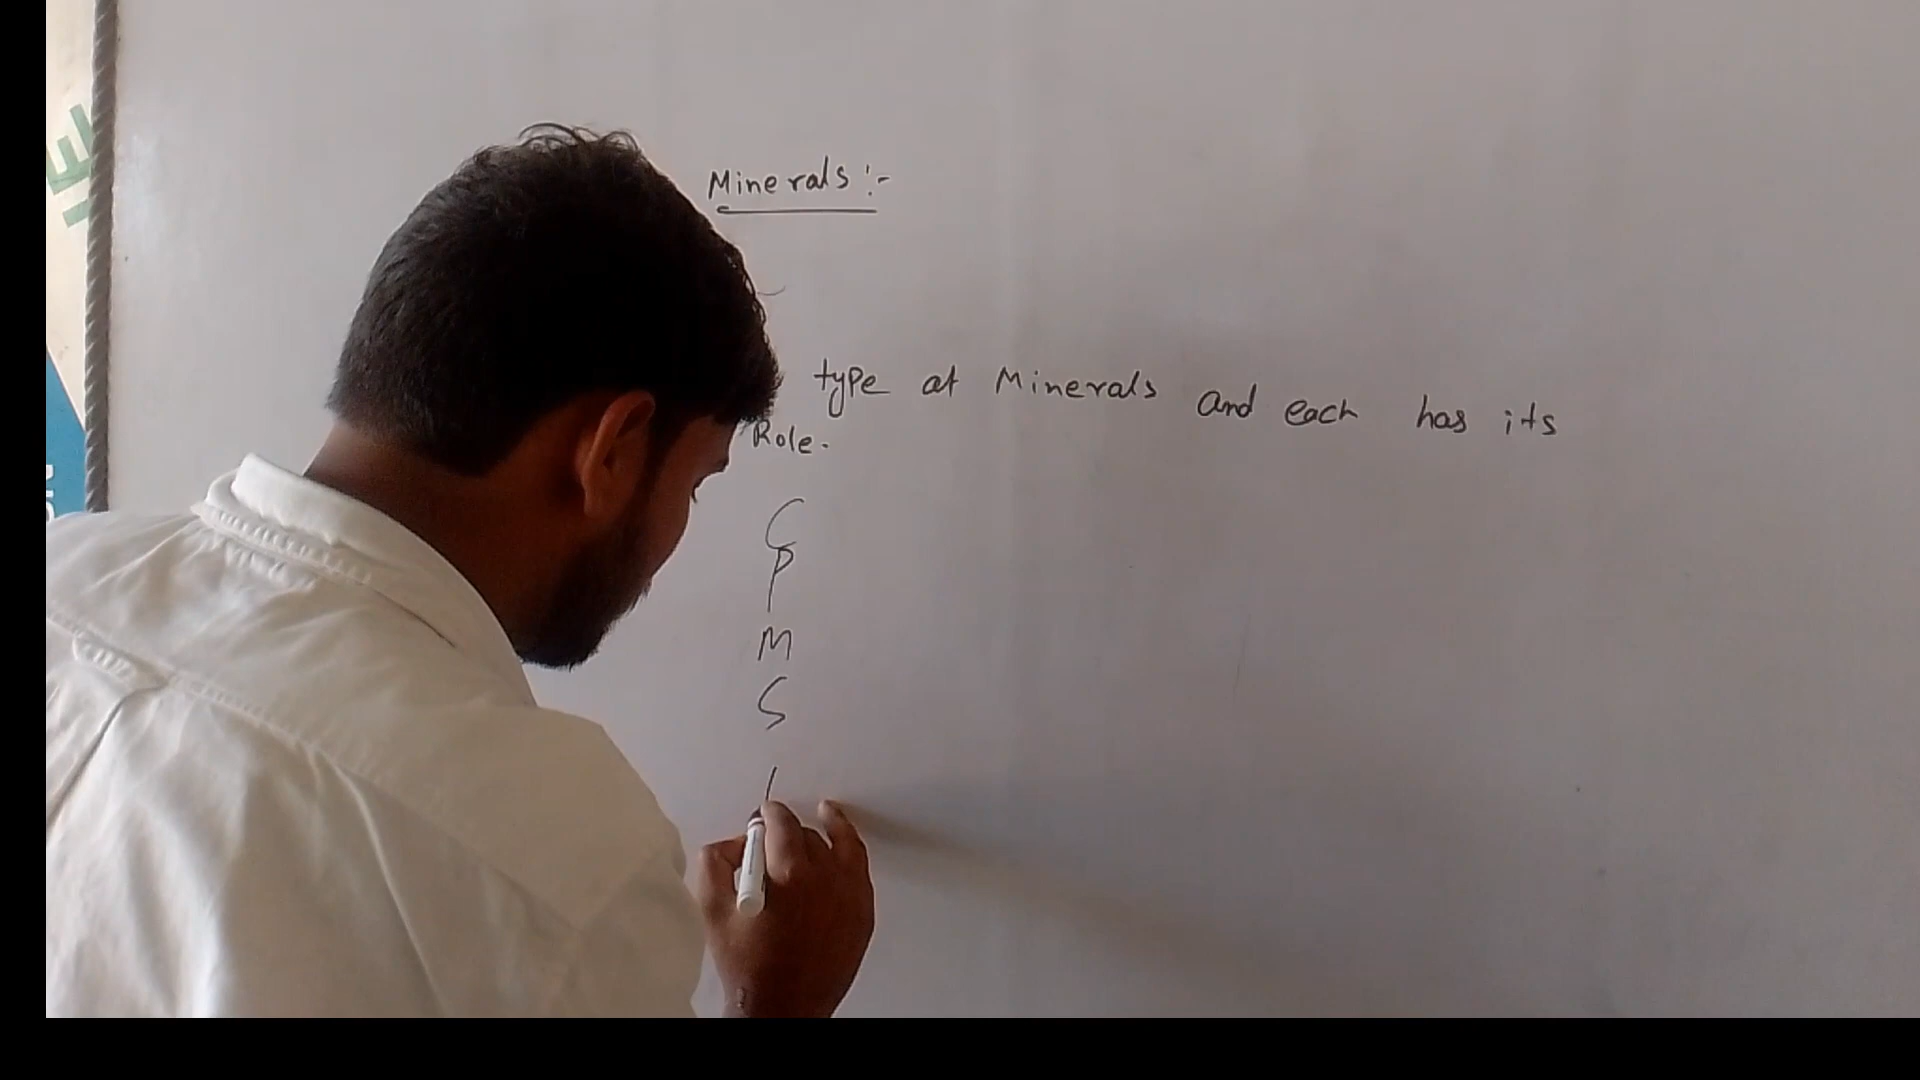 Minerals :-
type at Minerals and each has its
Role.
C
P
M
S